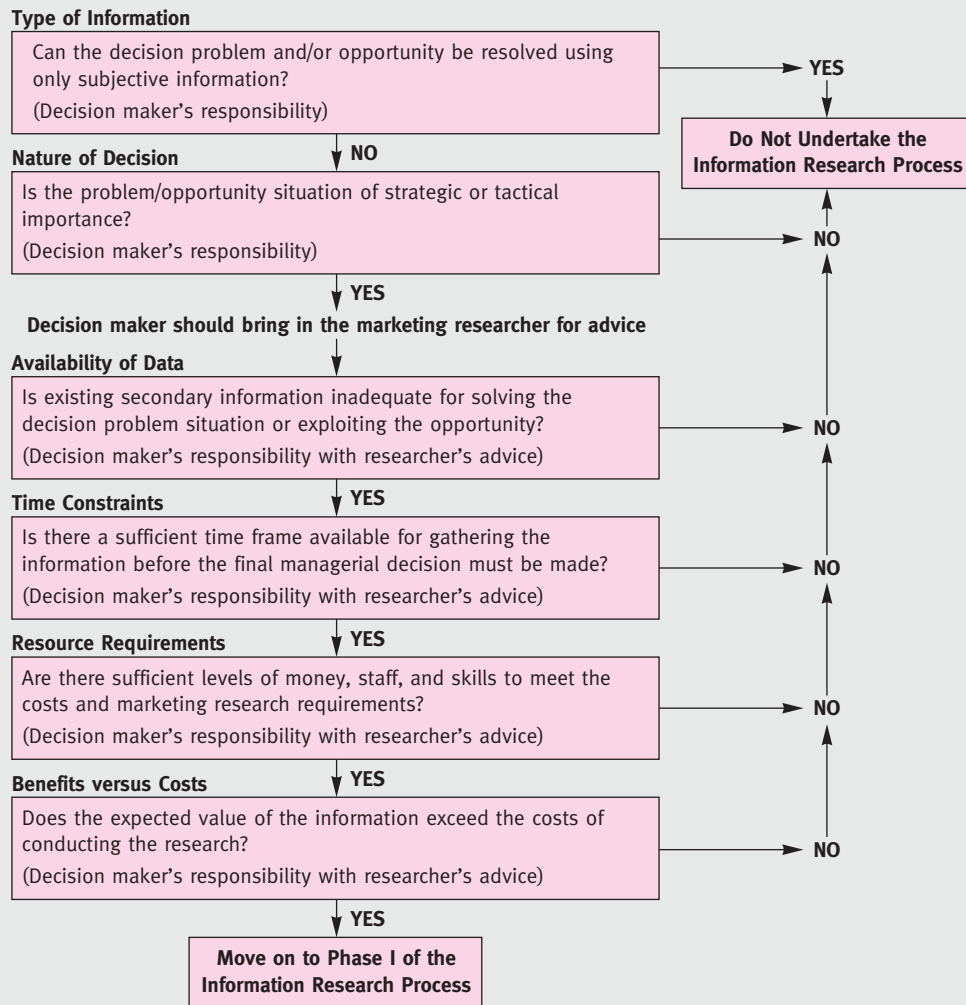 Type of Information
Can the decision problem and/or opportunity be resolved using
only subjective information?
(Decision maker's responsibility)
YES
Do Not Undertake the
Information Research Process
NO
Nature of Decision
Is the problem/opportunity situation of strategic or tactical
importance?
(Decision maker's responsibility)
NO
YES
Decision maker should bring in the marketing researcher for advice
Availability of Data
Is existing secondary information inadequate for solving the
decision problem situation or exploiting the opportunity?
(Decision maker's responsibility with researcher's advice)
NO
YES
Time Constraints
Is there a sufficient time frame available for gathering the
information before the final managerial decision must be made?
(Decision maker's responsibility with researcher's advice)
NO
YES
Resource Requirements
Are there sufficient levels of money, staff, and skills to meet the
costs and marketing research requirements?
(Decision maker's responsibility with researcher's advice)
NO
YES
Benefits versus Costs
Does the expected value of the information exceed the costs of
conducting the research?
(Decision maker's responsibility with researcher's advice)
NO
YES
Move on to Phase I of the
Information Research Process